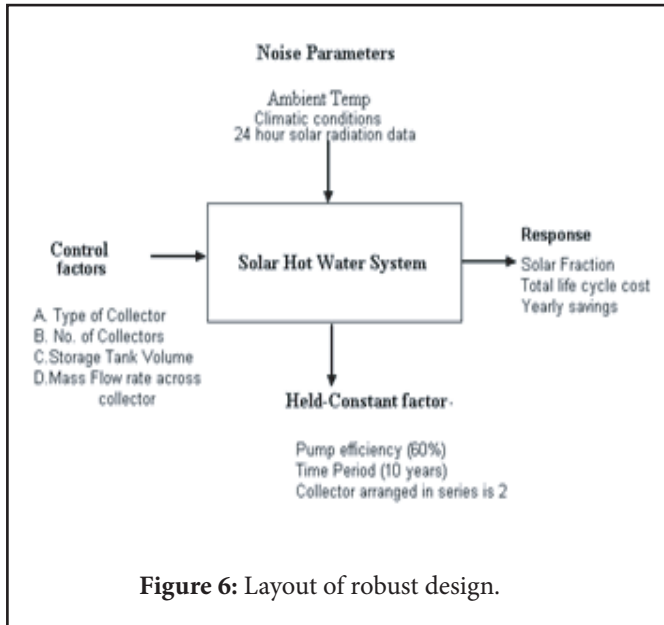 Noise Parameters
Ambient Temp
Climatic conditions
24 hour solar radiation data
Control
factors
A. Type of Collector
B. No. of Collectors
C.Storage Tank Volume
D.Mass Flow rate across
collector
Solar Hot Water System
Response
Solar Fraction
Total life cycle cost
Yearly savings
Held-Constant factor-
Pump efficiency (60%)
Time Period (10 years)
Collector arranged in series is 2
Figure 6: Layout of robust design.